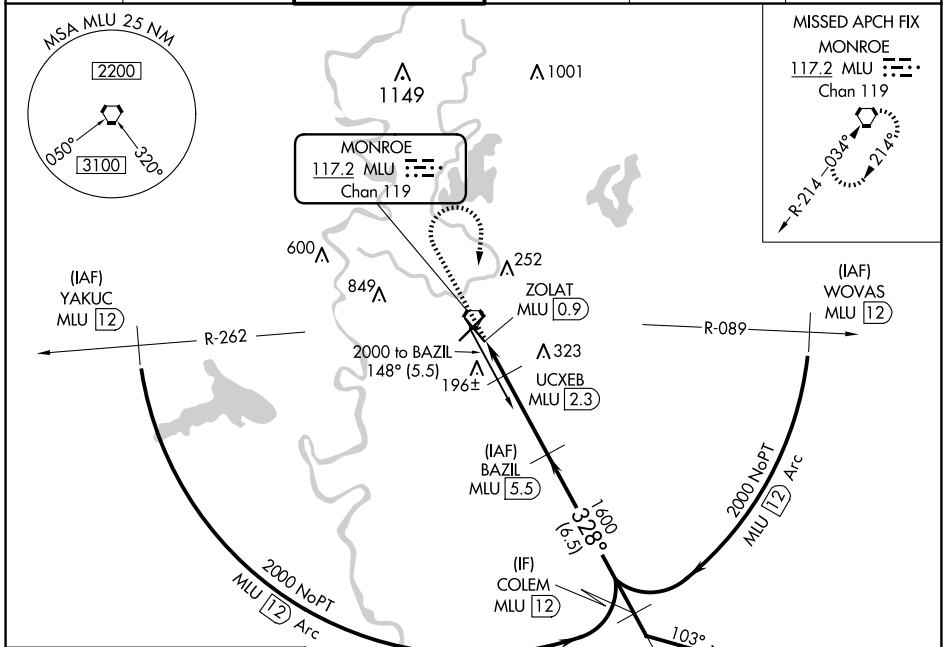 MSA MLU 25 NM
2200
050°
320°
3100
1149
1001
MISSED APCH FIX
MONROE
117.2 MLU
Chan 119
R-214
034°
214°
MONROE
117.2 MLU
Chan 119
600
849
252
(IAF)
YAKUC
MLU 12
R-262
ZOLAT
MLU 0.9
R-089
(IAF)
WOVAS
MLU 12
2000 to BAZIL
148° (5.5)
196±
323
UCXEB
MLU 2.3
(IAF)
BAZIL
MLU 5.5
1600
328°
(6.5)
2000 NoPT
MLU 12 Arc
2000 NoPT
MLU 12 Arc
(IF)
COLEM
MLU 12
103°